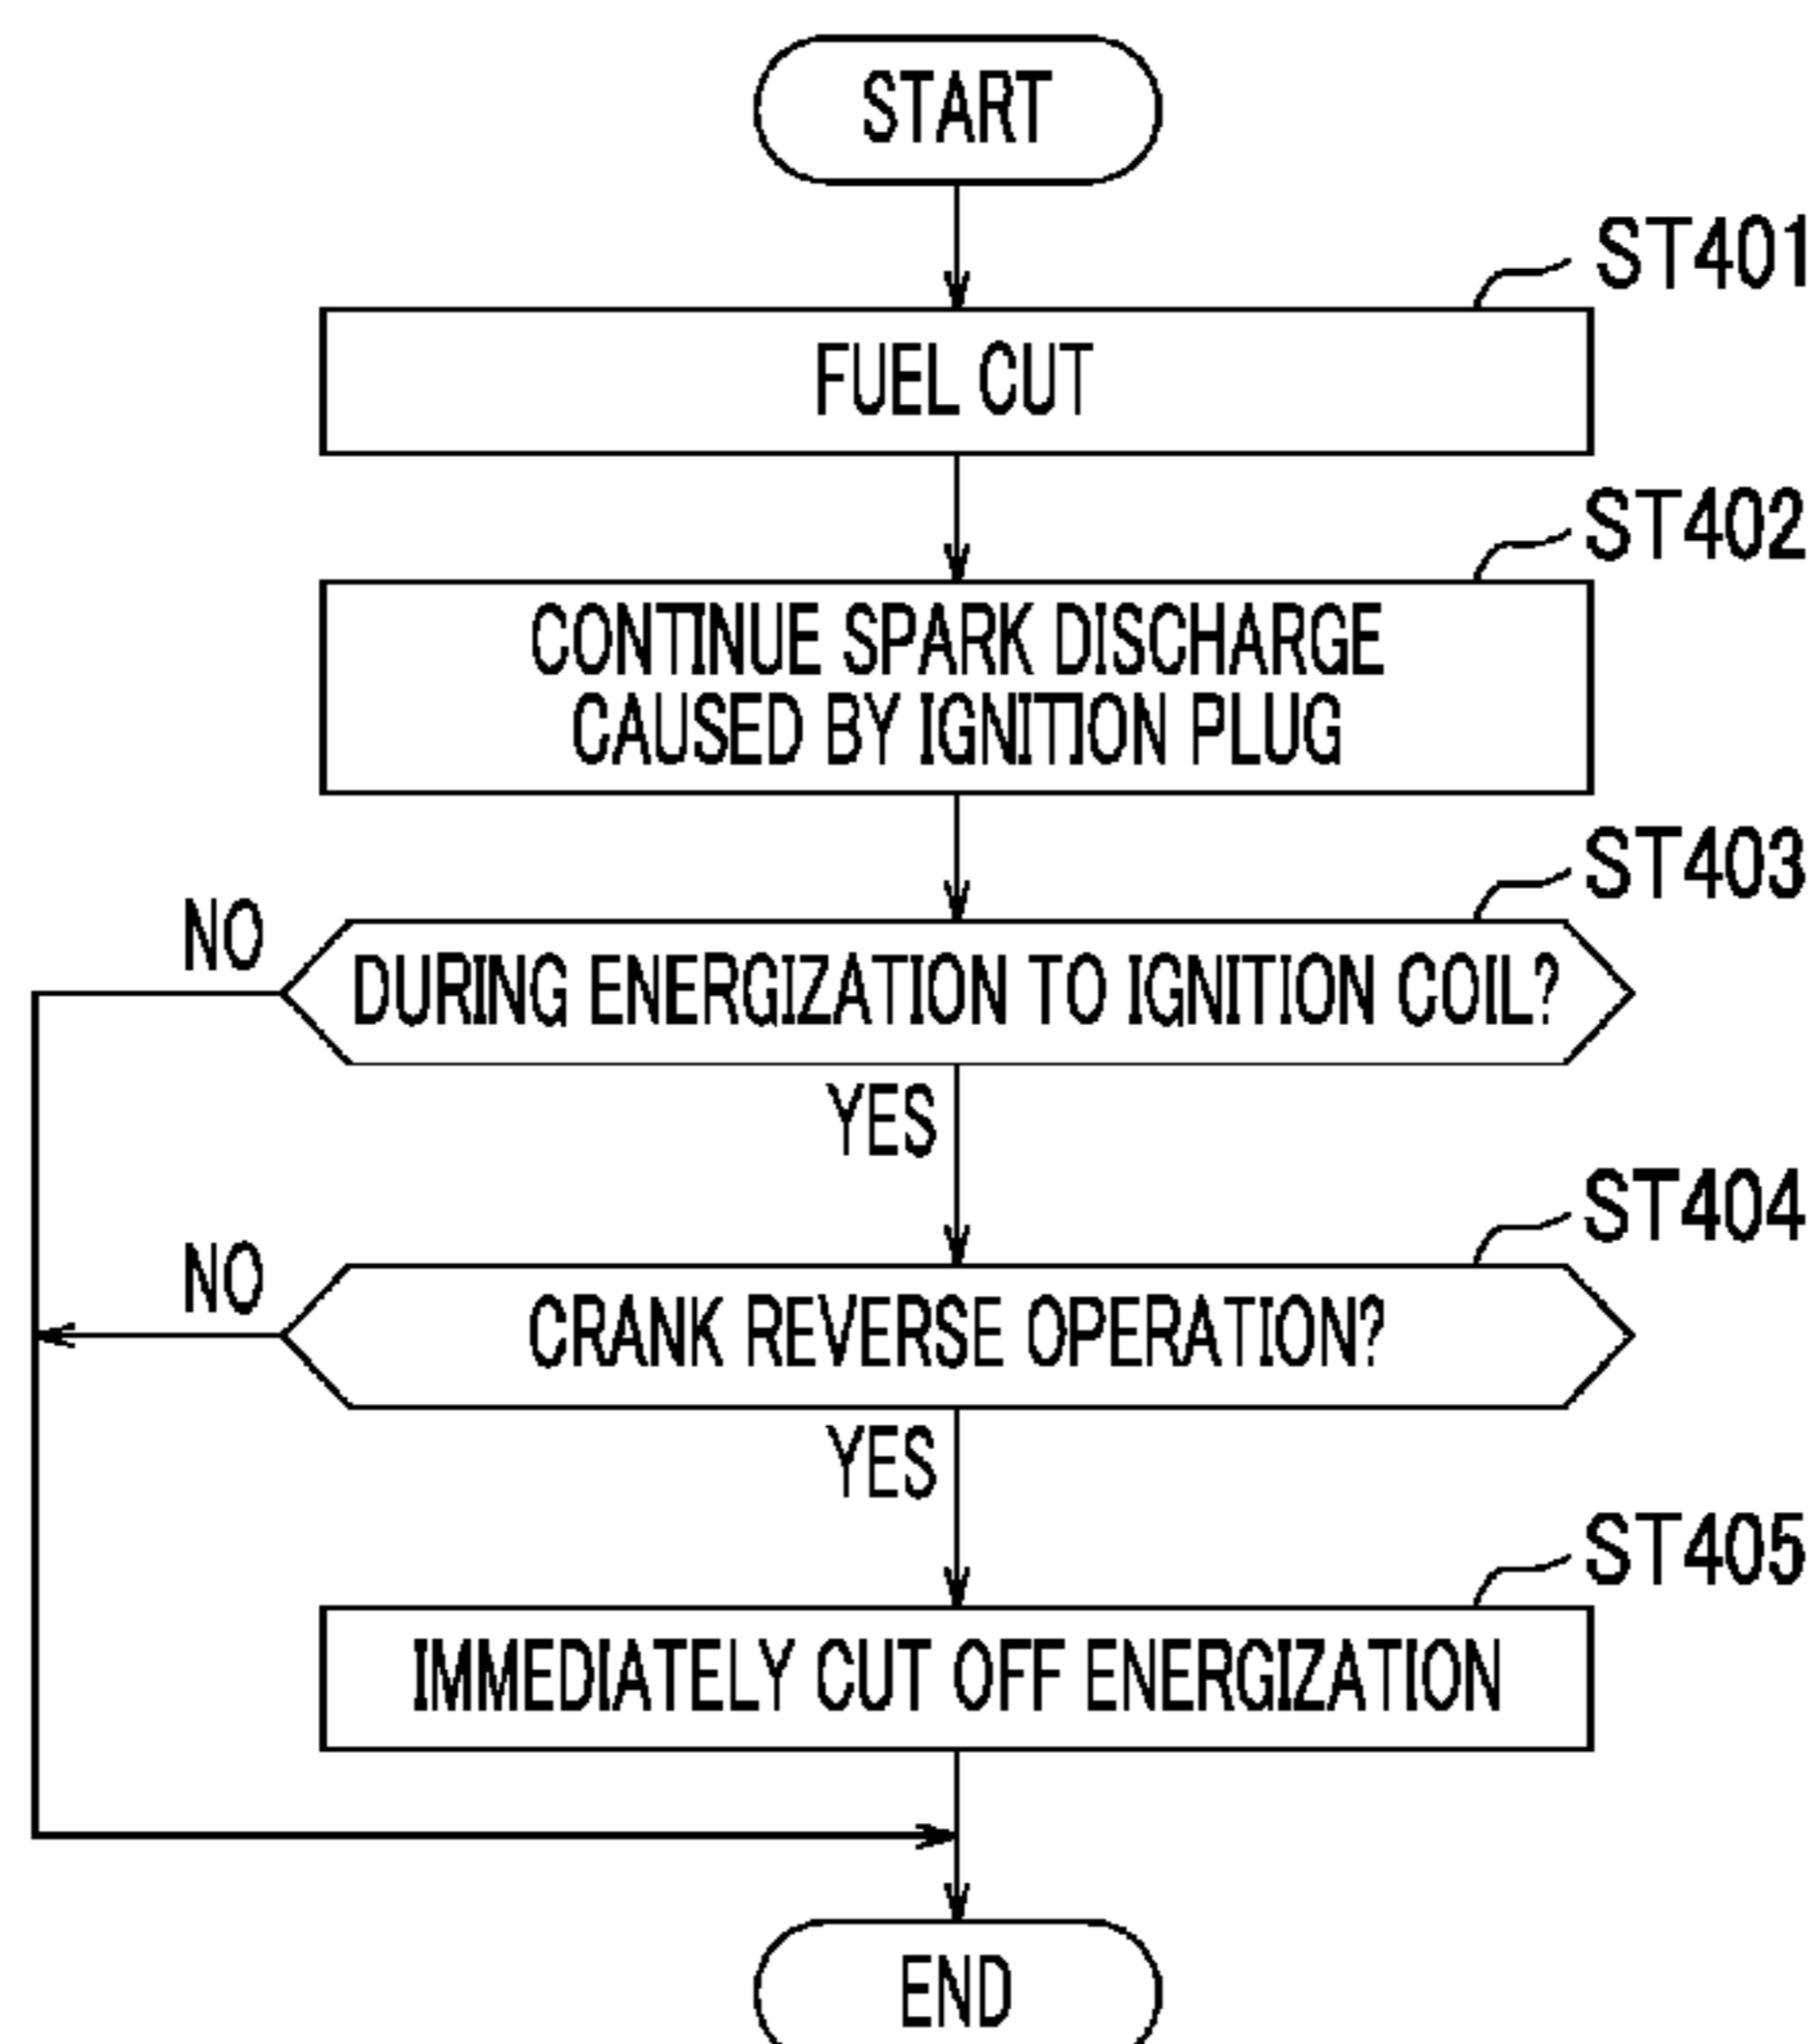 START
ST401
FUEL CUT
ST402
CONTINUE SPARK DISCHARGE
CAUSED BY IGNITION PLUG
ST403
NO
DURING ENERGIZATION TO IGNITION COIL?
YES
ST404
NO
CRANK REVERSE OPERATION?
YES
ST405
IMMEDIATELY CUT OFF ENERGIZATION
END